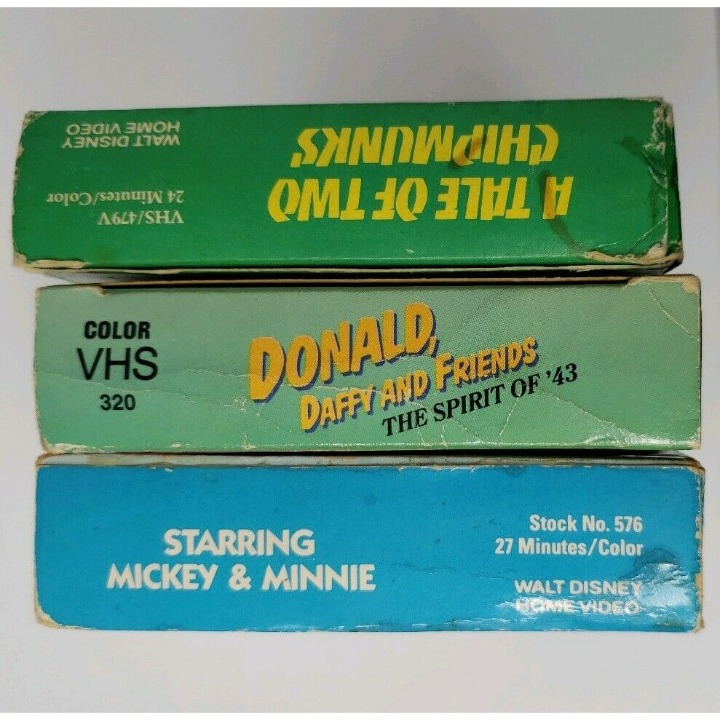 A TALE OF TWO
CHIPMUNKS
VHS/479V
24 Minutes/Color
WALT DISNEY
HOME VIDEO
COLOR
VHS
320
DONALD,
DAFFY AND FRIENDS
THE SPIRIT OF '43
STARRING
MICKEY & MINNIE
Stock No. 576
27 Minutes/Color
WALT DISNEY
HOME VIDEO